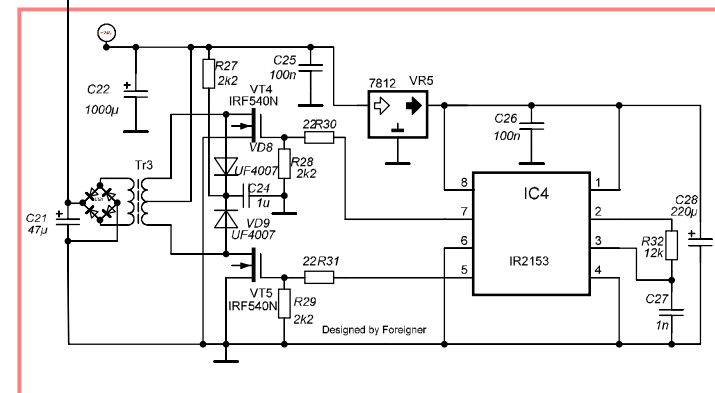 +24V
C25
100n
R27
2k2
7812 VR5
C22
1000µ
VT4
IRF540N
C26
100n
22R30
VD8
UF4007
R28
2k2
Tr3
8
1
IC4
C24
1u
C28
220µ
7
2
C21
47µ
VD9
UF4007
6
3
R32
12k
IR2153
22R31
5
4
VT5
IRF540N
R29
2k2
C27
1n
Designed by Foreigner